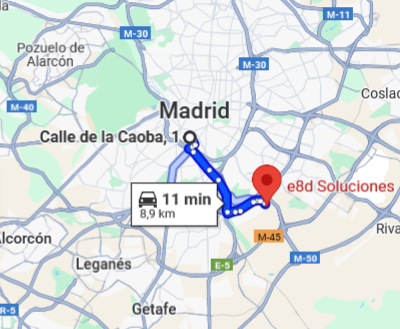 M-11
M-30
Pozuelo de
Alarcón
M-30
Coslad
M-40
Madrid
Calle de la Caoba, 1
e8d Soluciones
11 min
8,9 km
Riva
Alcorcón
M-45
Leganés
E-5
M-50
Getafe
R-5